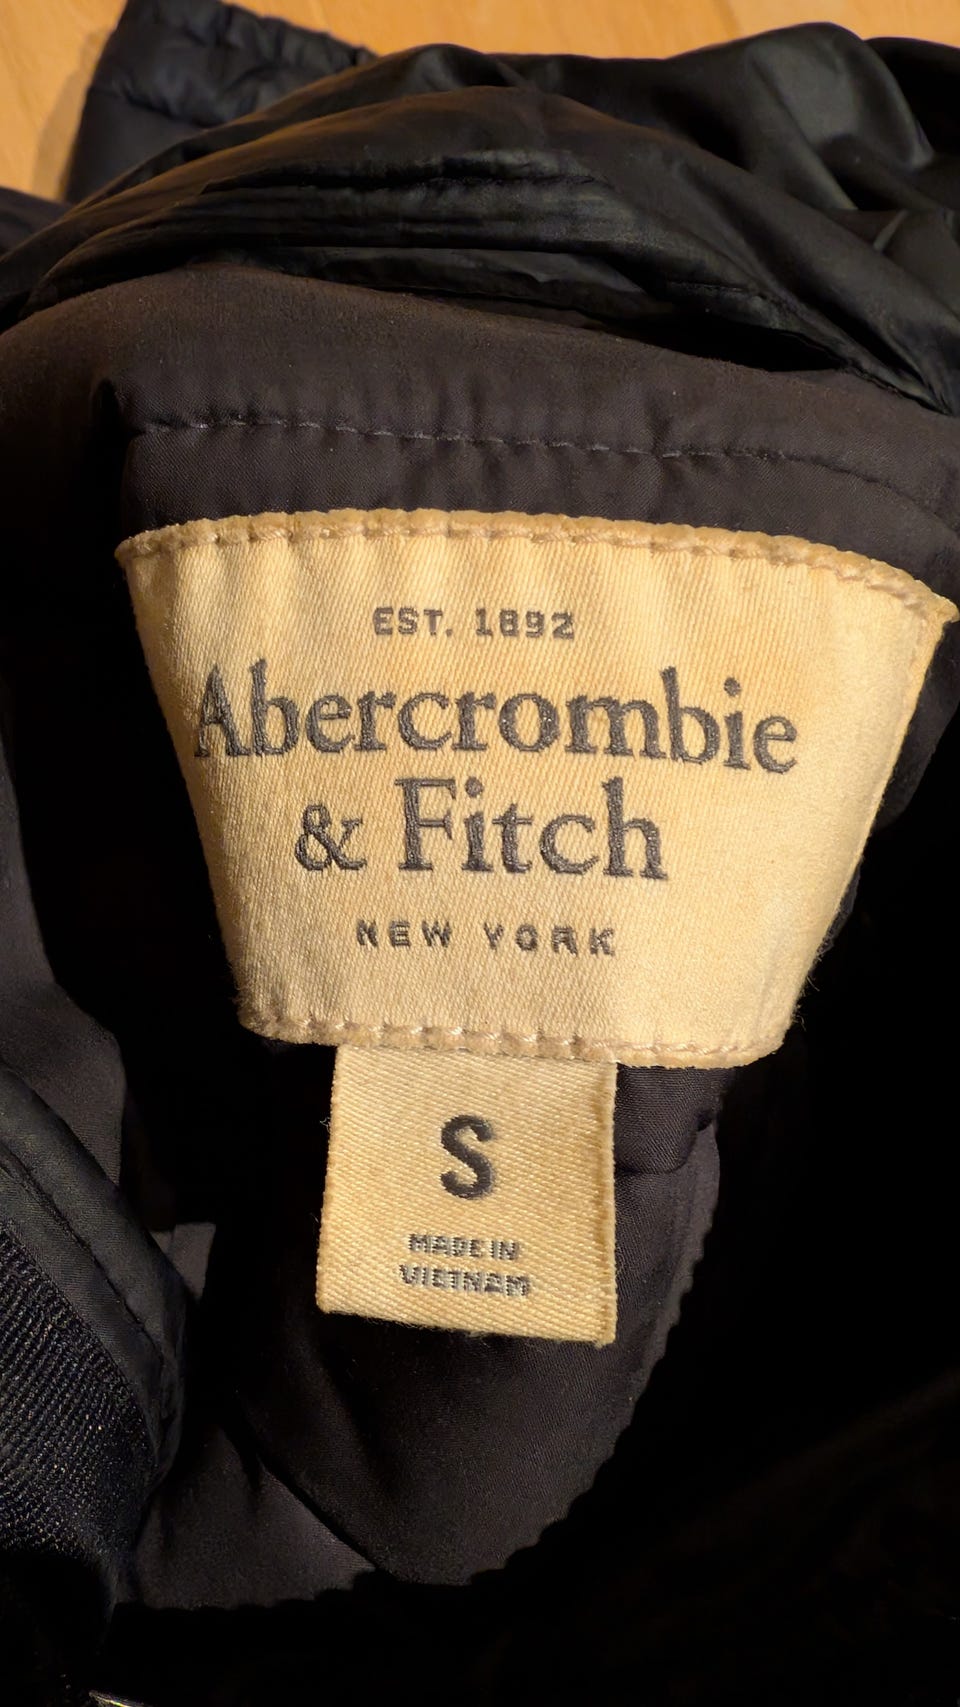 EST. 1892
Abercrombie
& Fitch
NEW YORK
S
MADE IN
VIETNAM